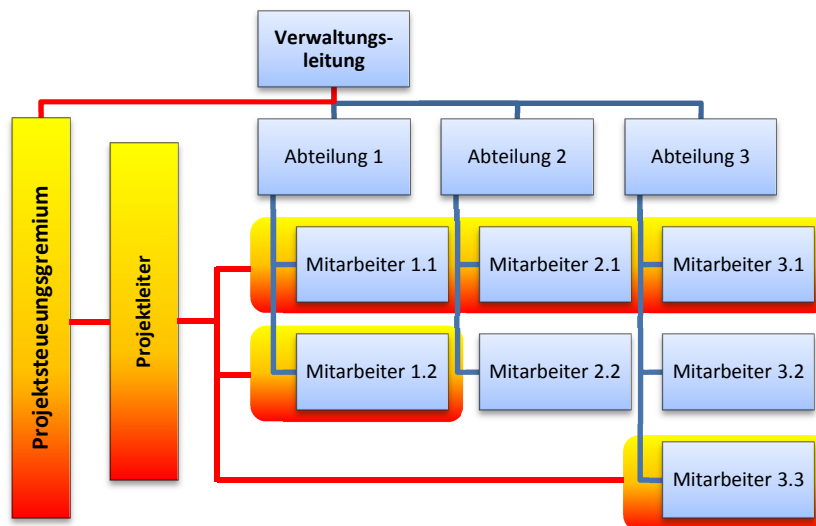 Verwaltungs-
leitung
Projektsteueungsgremium
Projektleiter
Abteilung 1
Abteilung 2
Abteilung 3
Mitarbeiter 1.1
Mitarbeiter 2.1
Mitarbeiter 3.1
Mitarbeiter 1.2
Mitarbeiter 2.2
Mitarbeiter 3.2
Mitarbeiter 3.3